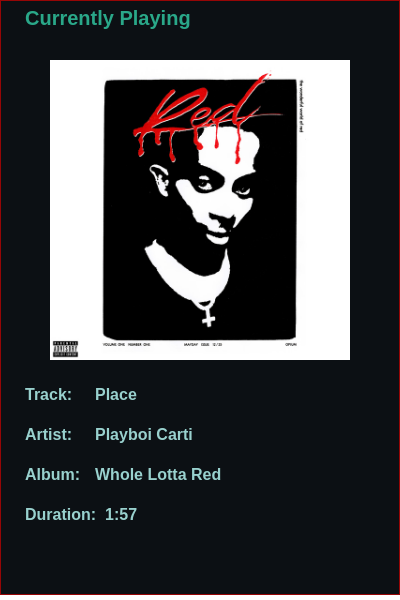 Currently Playing
Red
the wonderful world of red
VOLUME ONE NUMBER ONE MAYDAY ISSUE 12/25 OPIUM
PARENTAL
ADVISORY
EXPLICIT CONTENT
Track: Place
Artist: Playboi Carti
Album: Whole Lotta Red
Duration: 1:57